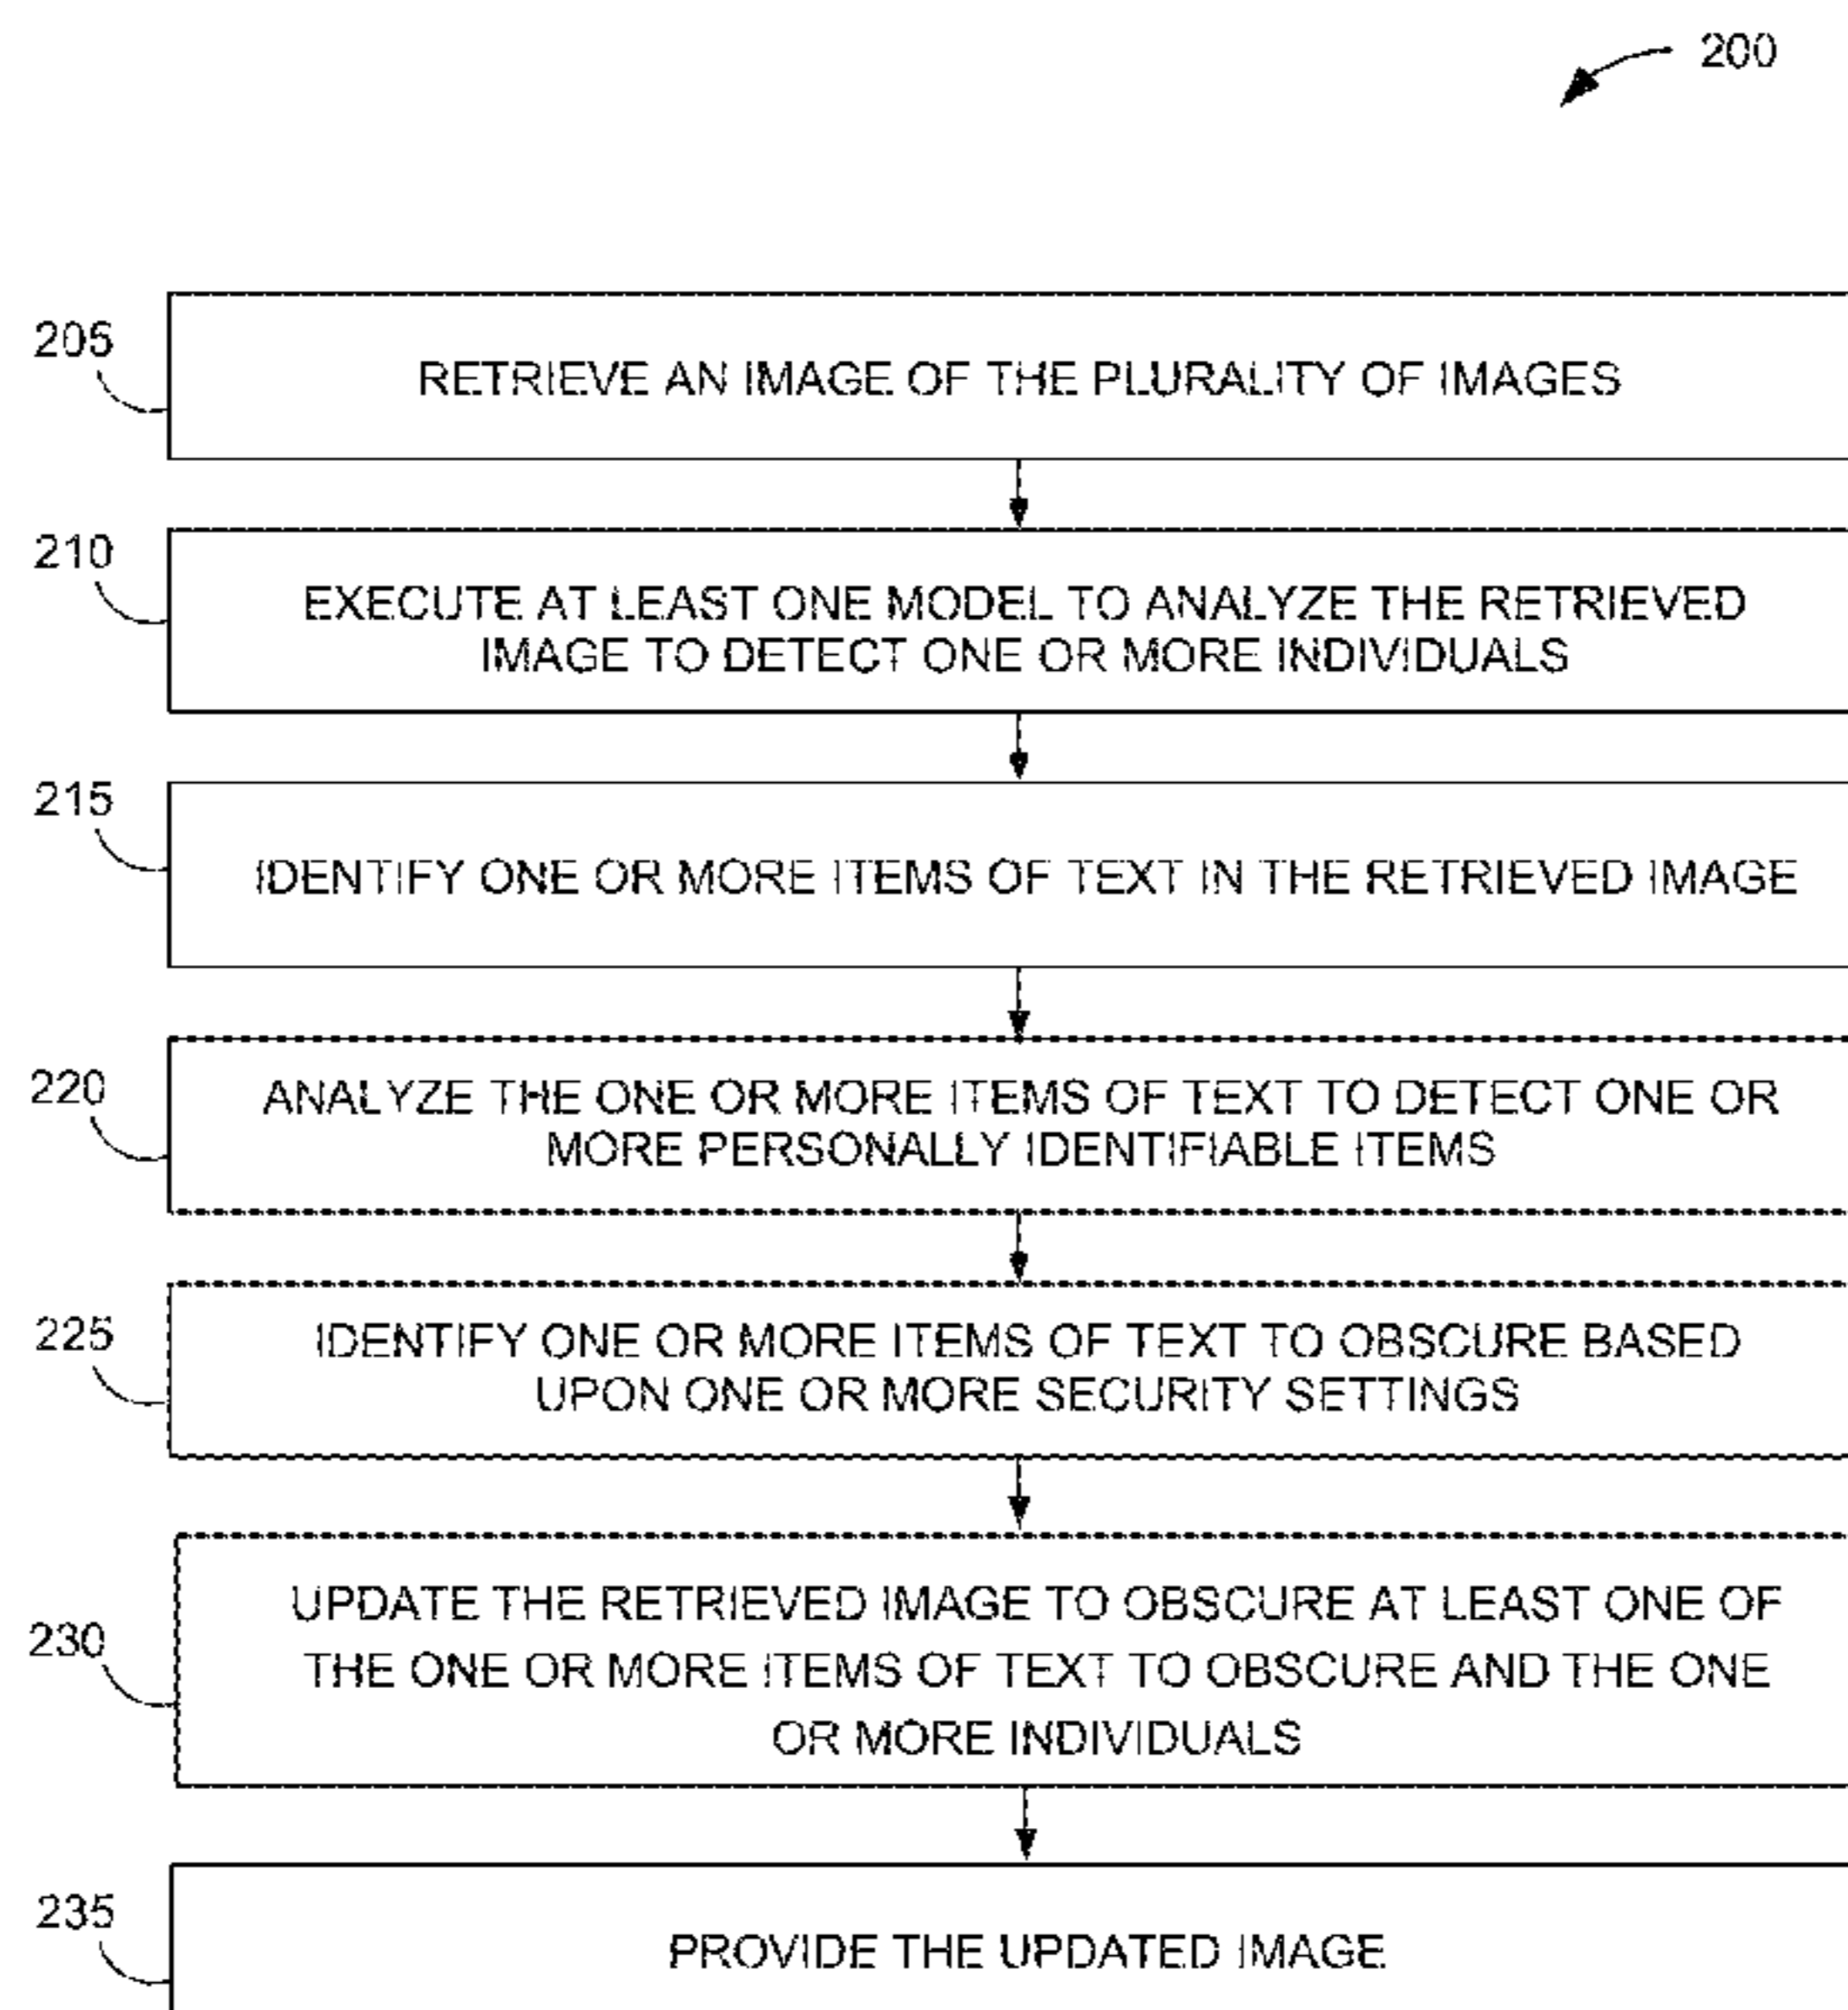 200
205
RETRIEVE AN IMAGE OF THE PLURALITY OF IMAGES
210
EXECUTE AT LEAST ONE MODEL TO ANALYZE THE RETRIEVED
IMAGE TO DETECT ONE OR MORE INDIVIDUALS
215
IDENTIFY ONE OR MORE ITEMS OF TEXT IN THE RETRIEVED IMAGE
220
ANALYZE THE ONE OR MORE ITEMS OF TEXT TO DETECT ONE OR
MORE PERSONALLY IDENTIFIABLE ITEMS
225
IDENTIFY ONE OR MORE ITEMS OF TEXT TO OBSCURE BASED
UPON ONE OR MORE SECURITY SETTINGS
230
UPDATE THE RETRIEVED IMAGE TO OBSCURE AT LEAST ONE OF
THE ONE OR MORE ITEMS OF TEXT TO OBSCURE AND THE ONE
OR MORE INDIVIDUALS
235
PROVIDE THE UPDATED IMAGE